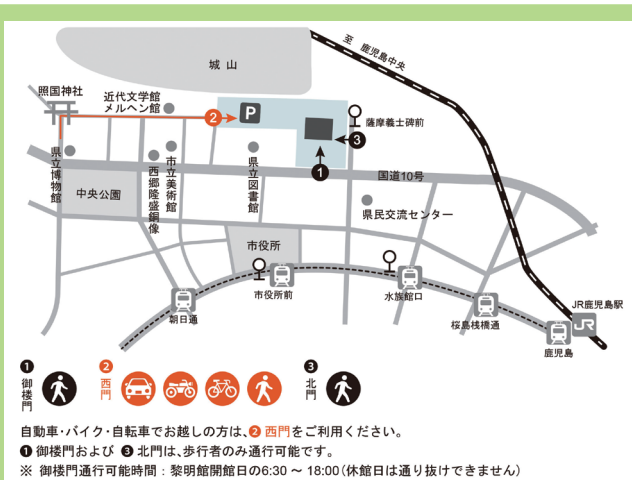 城山
至 鹿児島中央
照国神社
近代文学館
メルヘン館
2
P
薩摩義士碑前
3
1
県立博物館
西郷隆盛銅像
市立美術館
県立図書館
国道10号
中央公園
県民交流センター
市役所
市役所前
水族館口
朝日通
桜島桟橋通
JR鹿児島駅
JR
鹿児島
1 御楼門
2 西門
3 北門
自動車・バイク・自転車でお越しの方は、2 西門をご利用ください。
1 御楼門および 3 北門は、歩行者のみ通行可能です。
※ 御楼門通行可能時間：黎明館開館日の6:30 ～ 18:00（休館日は通り抜けできません）